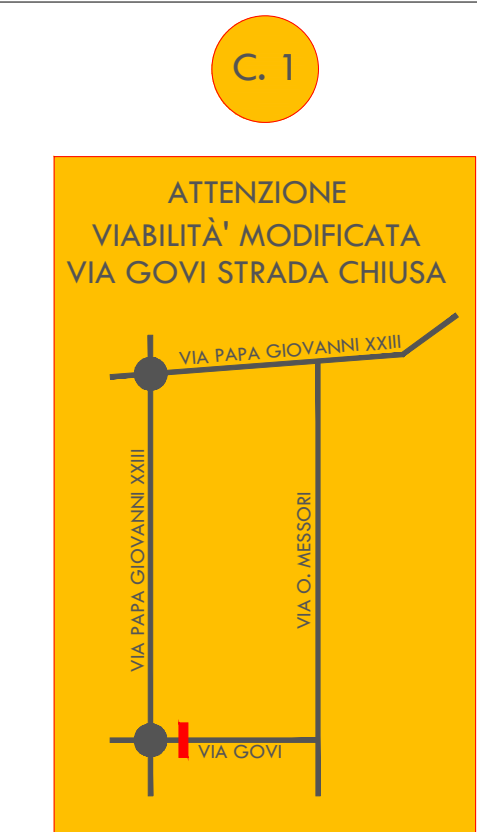 C. 1
ATTENZIONE
VIABILITÀ' MODIFICATA
VIA GOVI STRADA CHIUSA
VIA PAPA GIOVANNI XXIII
VIA PAPA GIOVANNI XXIII
VIA O. MESSORI
VIA GOVI